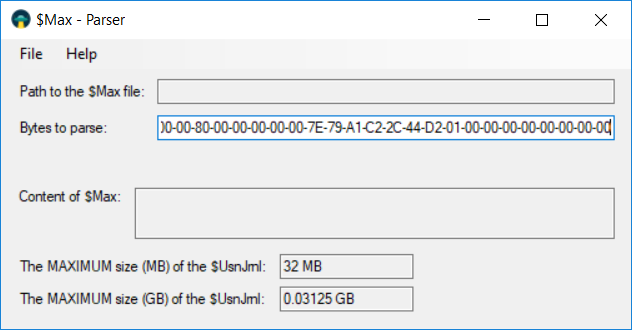 $Max - Parser
File Help
Path to the $Max file:
Bytes to parse: 00-00-80-00-00-00-00-00-7E-79-A1-C2-2C-44-D2-01-00-00-00-00-00-00-00-00
Content of $Max:
The MAXIMUM size (MB) of the $UsnJrnl: 32 MB
The MAXIMUM size (GB) of the $UsnJrnl: 0.03125 GB